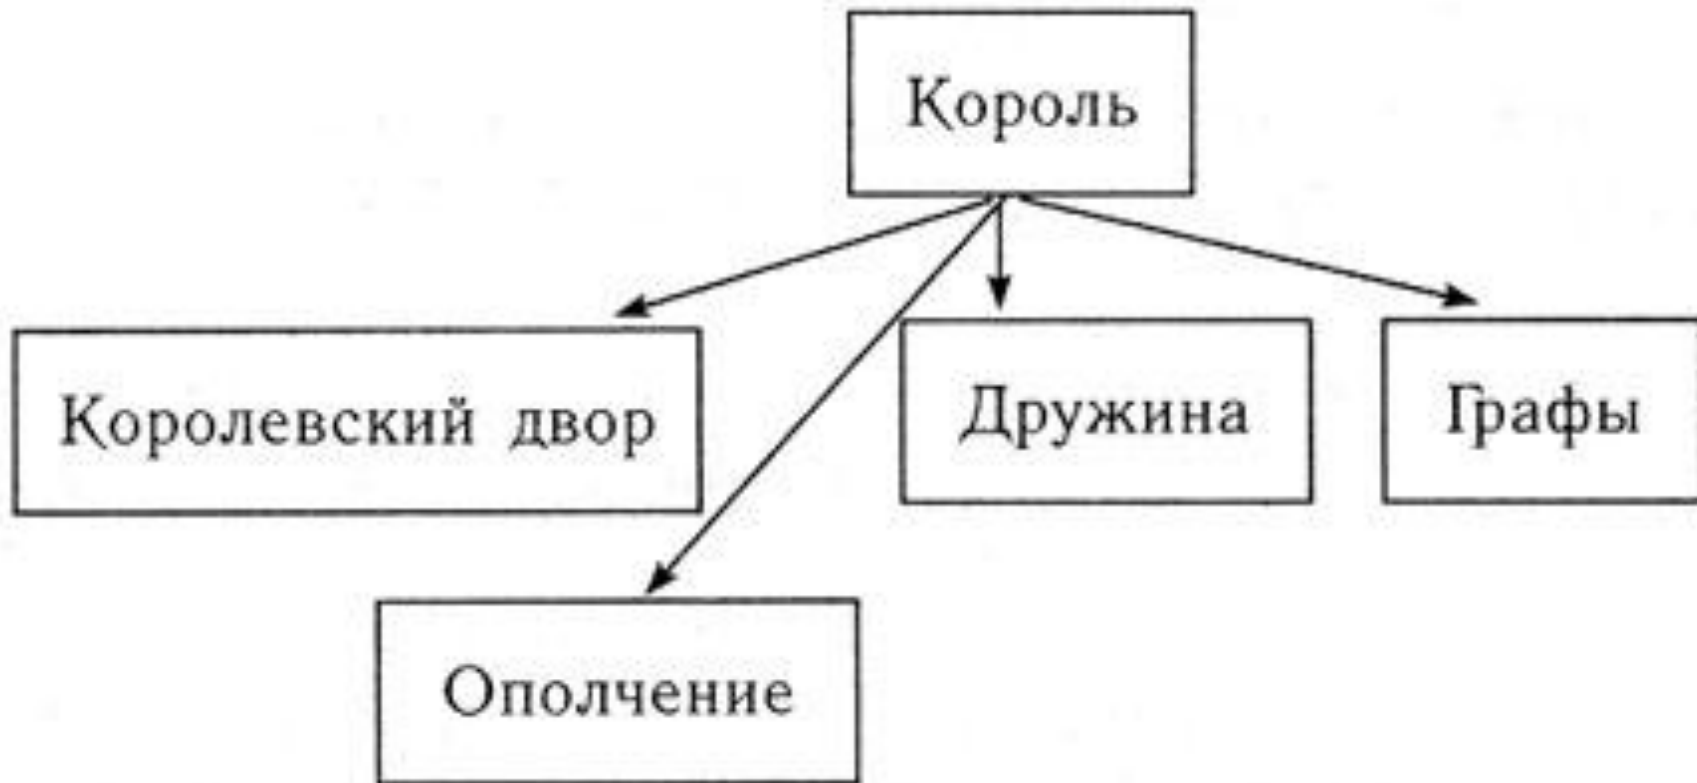 Король
Королевский двор
Дружина
Графы
Ополчение